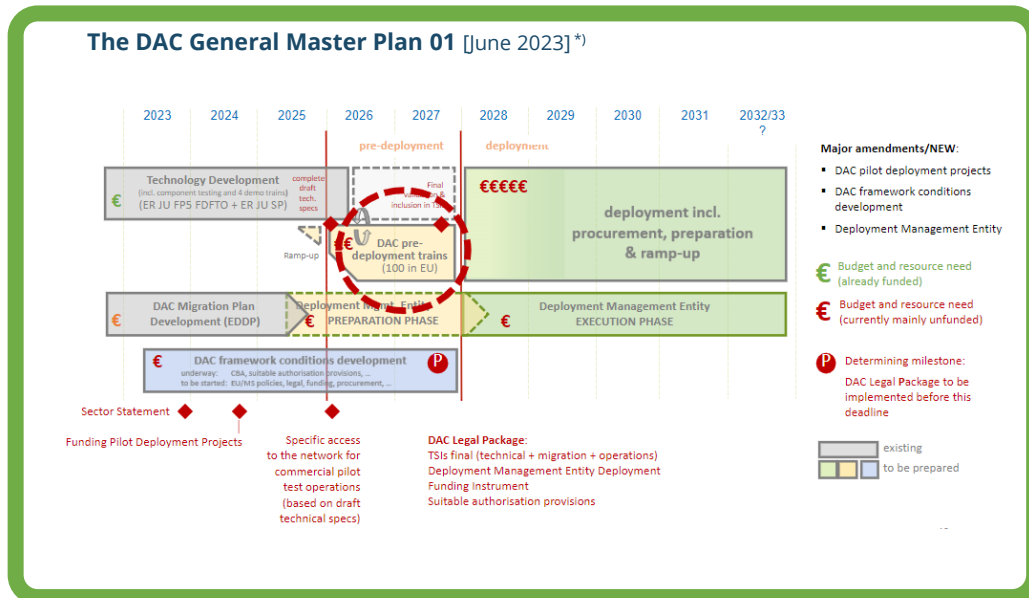 The DAC General Master Plan 01 [June 2023] *)
2023 2024 2025 2026 2027 2028 2029 2030 2031 2032/33
?
pre-deployment deployment
Technology Development
(incl. component testing and 4 demo trains)
(ER JU FP5 FDFTO + ER JU SP)
€
complete
draft
tech.
specs
Final
&
inclusion in
Ramp-up
€
DAC pre-
deployment trains
(100 in EU)
€€€€€
deployment incl.
procurement, preparation
& ramp-up
€
DAC Migration Plan
Development (EDDP)
Deployment Mgmt. Entity
€ PREPARATION PHASE
€
Deployment Management Entity
EXECUTION PHASE
€
DAC framework conditions development
underway: CBA, suitable authorisation provisions, ...
to be started: EU/MS policies, legal, funding, procurement, ...
P
Sector Statement
Funding Pilot Deployment Projects
Specific access
to the network for
commercial pilot
test operations
(based on draft
technical specs)
DAC Legal Package:
TSIs final (technical + migration + operations)
Deployment Management Entity Deployment
Funding Instrument
Suitable authorisation provisions
Major amendments/NEW:
▪ DAC pilot deployment projects
▪ DAC framework conditions
development
▪ Deployment Management Entity
€ Budget and resource need
(already funded)
€ Budget and resource need
(currently mainly unfunded)
P Determining milestone:
DAC Legal Package to be
implemented before this
deadline
existing
to be prepared